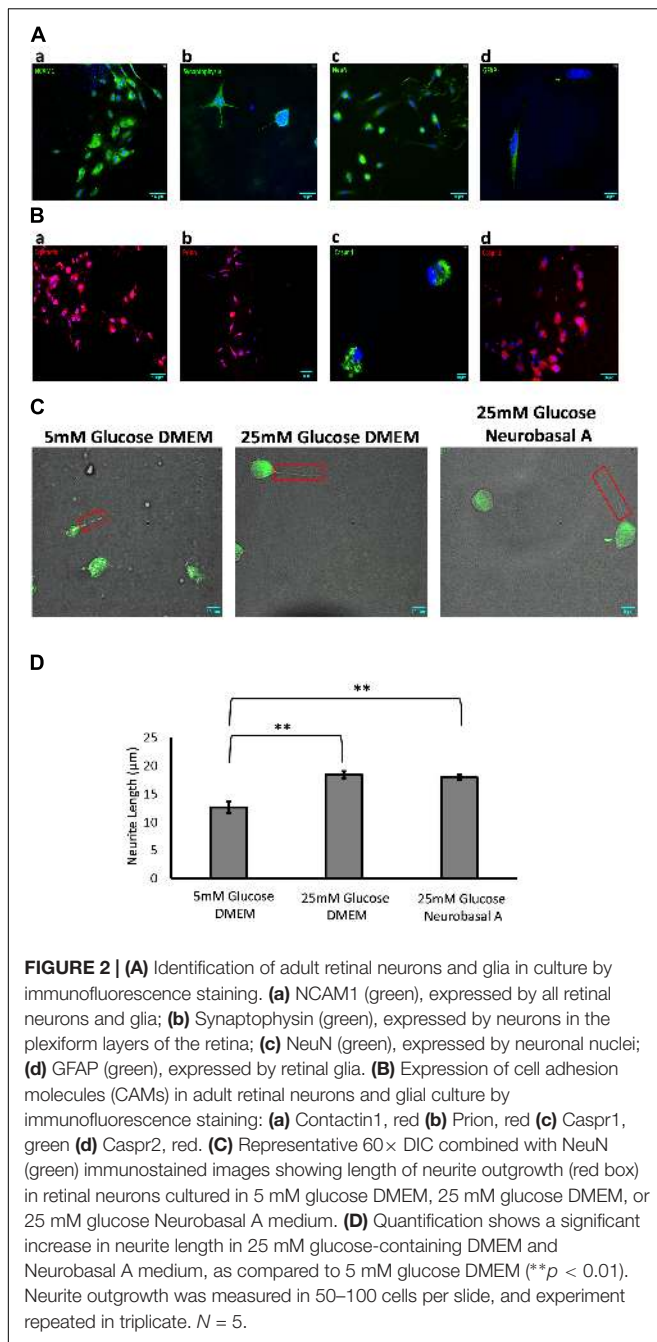 A
a b c d
NCAM1 Synaptophysin NeuN GFAP
B
a b c d
Prion Caspr1 Caspr2
C
5mM Glucose DMEM 25mM Glucose DMEM 25mM Glucose Neurobasal A
D
**
**
Neurite Length (µm)
25
20
15
10
5
0
5mM Glucose DMEM
25mM Glucose DMEM
25mM Glucose Neurobasal A
FIGURE 2 | (A) Identification of adult retinal neurons and glia in culture by
immunofluorescence staining. (a) NCAM1 (green), expressed by all retinal
neurons and glia; (b) Synaptophysin (green), expressed by neurons in the
plexiform layers of the retina; (c) NeuN (green), expressed by neuronal nuclei;
(d) GFAP (green), expressed by retinal glia. (B) Expression of cell adhesion
molecules (CAMs) in adult retinal neurons and glial culture by
immunofluorescence staining: (a) Contactin1, red (b) Prion, red (c) Caspr1,
green (d) Caspr2, red. (C) Representative 60× DIC combined with NeuN
(green) immunostained images showing length of neurite outgrowth (red box)
in retinal neurons cultured in 5 mM glucose DMEM, 25 mM glucose DMEM, or
25 mM glucose Neurobasal A medium. (D) Quantification shows a significant
increase in neurite length in 25 mM glucose-containing DMEM and
Neurobasal A medium, as compared to 5 mM glucose DMEM (**p < 0.01).
Neurite outgrowth was measured in 50–100 cells per slide, and experiment
repeated in triplicate. N = 5.